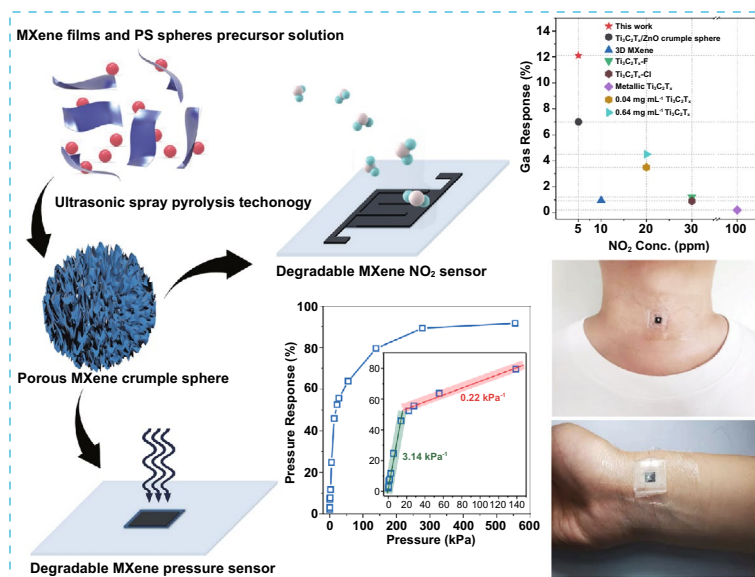 MXene films and PS spheres precursor solution
Ultrasonic spray pyrolysis techonogy
Degradable MXene NO₂ sensor
Porous MXene crumple sphere
Degradable MXene pressure sensor
Gas Response (%)
14
12
10
8
6
4
2
0
This work
Ti₃C₂Tₓ/ZnO crumple sphere
3D MXene
Ti₃C₂Tₓ-F
Ti₃C₂Tₓ-Cl
Metallic Ti₃C₂Tₓ
0.04 mg mL⁻¹ Ti₃C₂Tₓ
0.64 mg mL⁻¹ Ti₃C₂Tₓ
5 10 20 30 100
NO₂ Conc. (ppm)
Pressure Response (%)
100
80
60
40
20
0
80
60
40
20
0
0.22 kPa⁻¹
3.14 kPa⁻¹
0 20 40 60 80 100 120 140
0 100 200 300 400 500 600
Pressure (kPa)